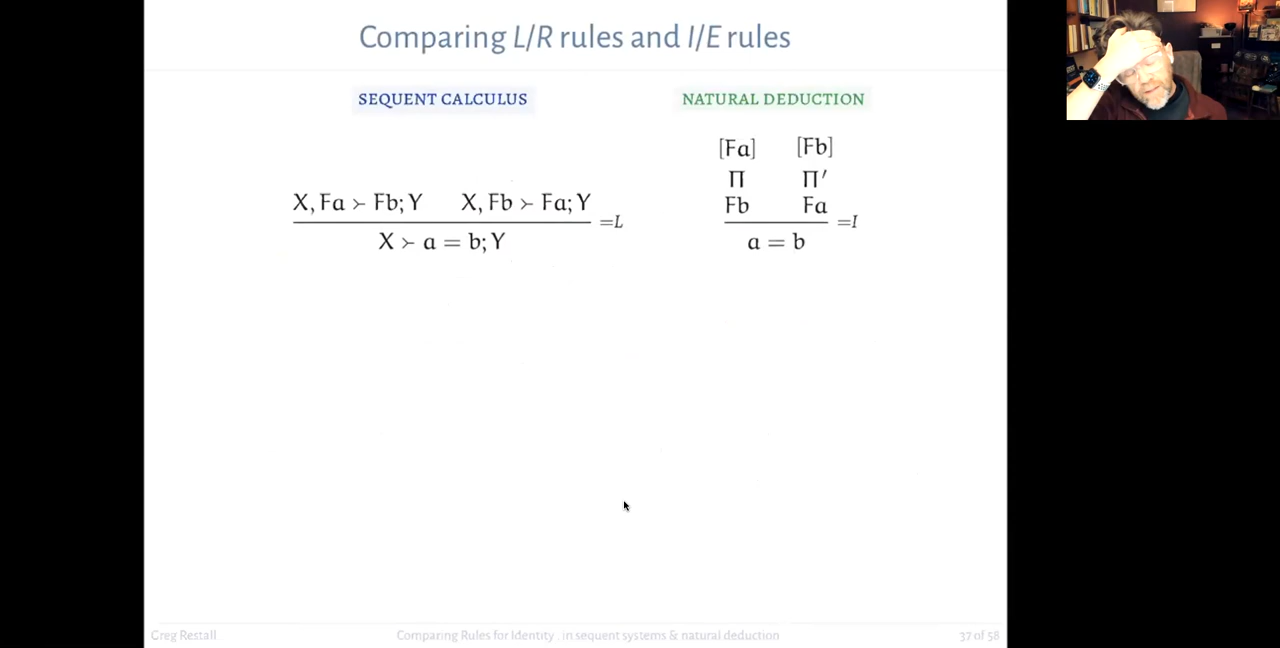 Comparing L/R rules and I/E rules
SEQUENT CALCULUS
NATURAL DEDUCTION
[Fa] [Fb]
Π Π′
X, Fa ≻ Fb; Y X, Fb ≻ Fa; Y
=L
Fb Fa
=I
X ≻ a = b; Y
a = b
Greg Restall
Comparing Rules for Identity . in sequent systems & natural deduction
37 of 58